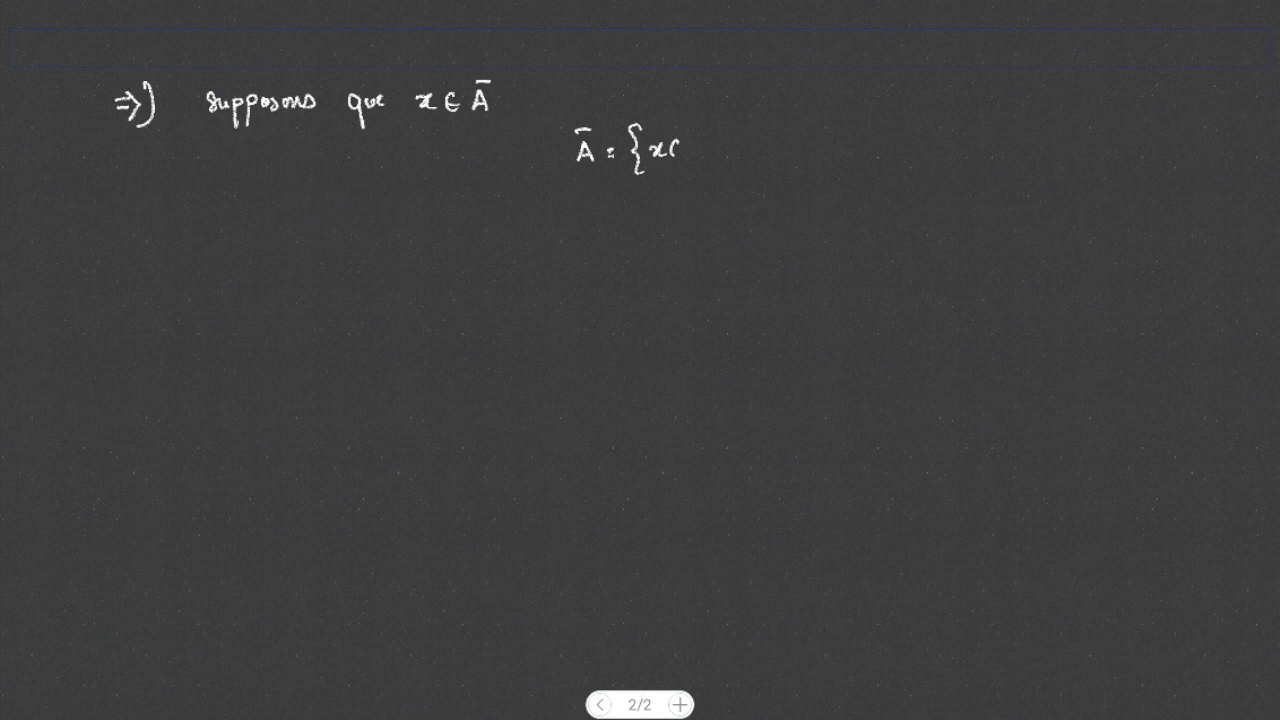 ⇒) supposons que x ∈ Ā
Ā = {x(
2/2